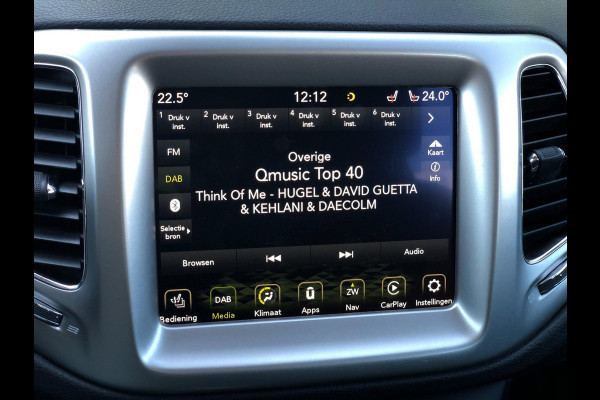 22.5° 12:12 24.0°
1 Druk v inst. 2 Druk v inst. 3 Druk v inst. 4 Druk v inst. 5 Druk v inst. 6 Druk v inst.
FM
DAB
Selectie bron
Overige
Qmusic Top 40
Think Of Me - HUGEL & DAVID GUETTA
& KEHLANI & DAECOLM
Kaart
Info
Browsen Audio
DAB ZW
Bediening Media Klimaat Apps Nav CarPlay Instellingen